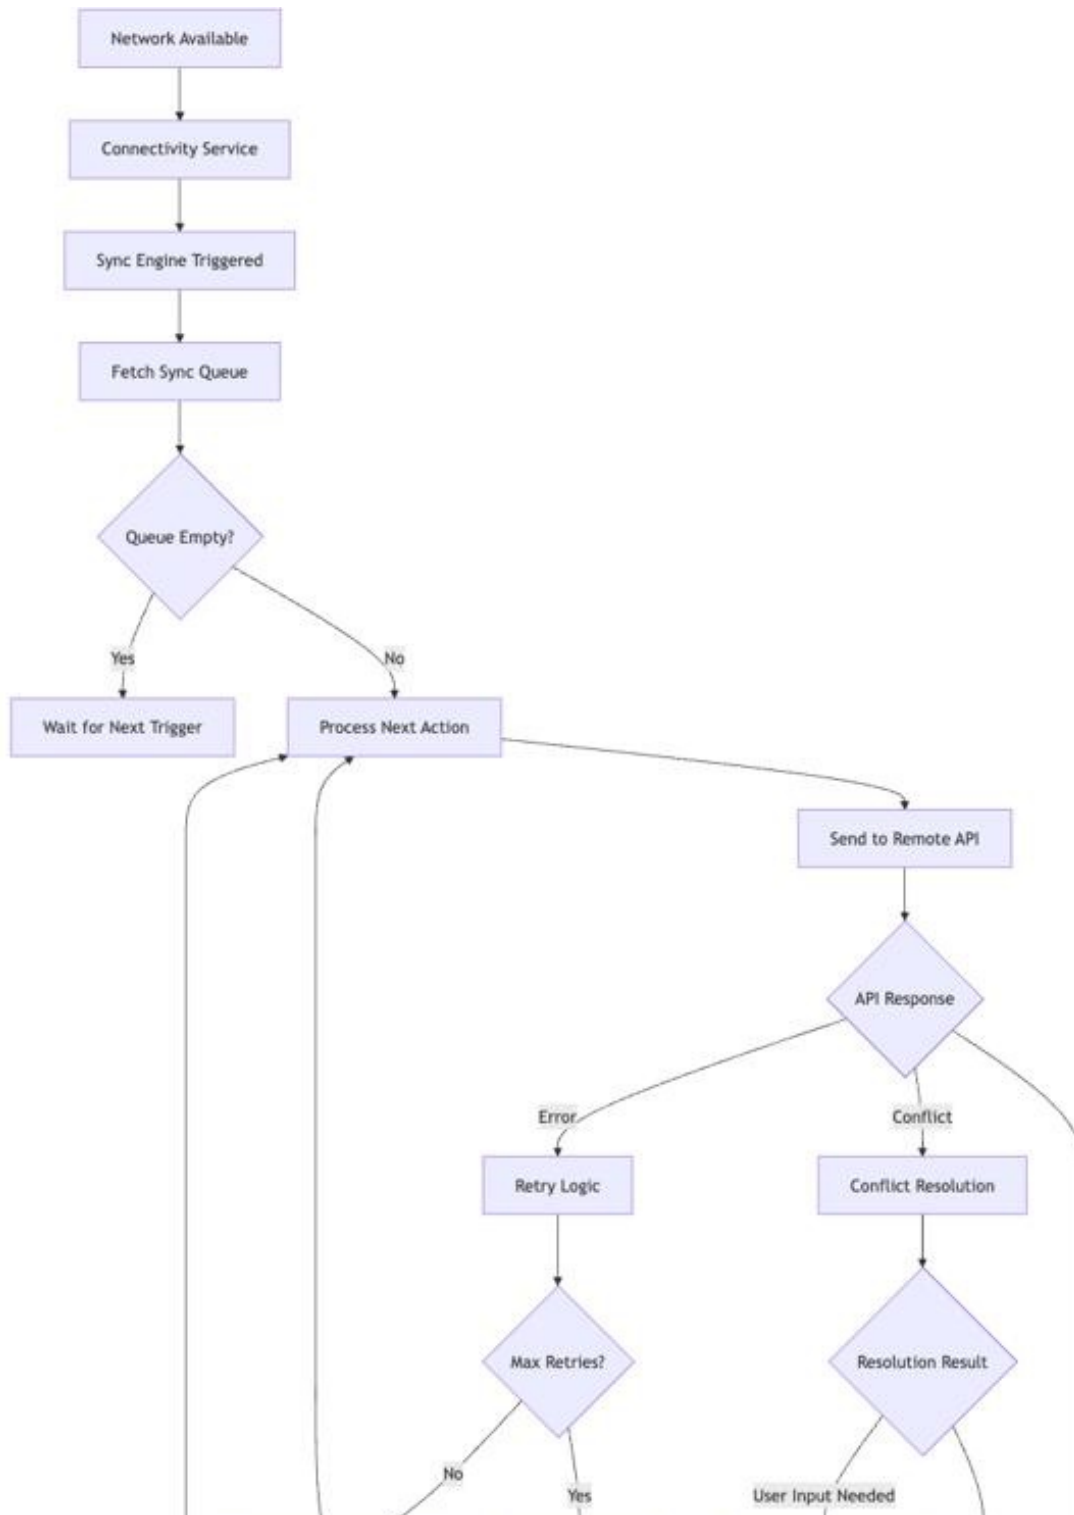 Network Available
Connectivity Service
Sync Engine Triggered
Fetch Sync Queue
Queue Empty?
Yes
No
Wait for Next Trigger
Process Next Action
Send to Remote API
API Response
Error
Conflict
Retry Logic
Conflict Resolution
Max Retries?
Resolution Result
No
Yes
User Input Needed